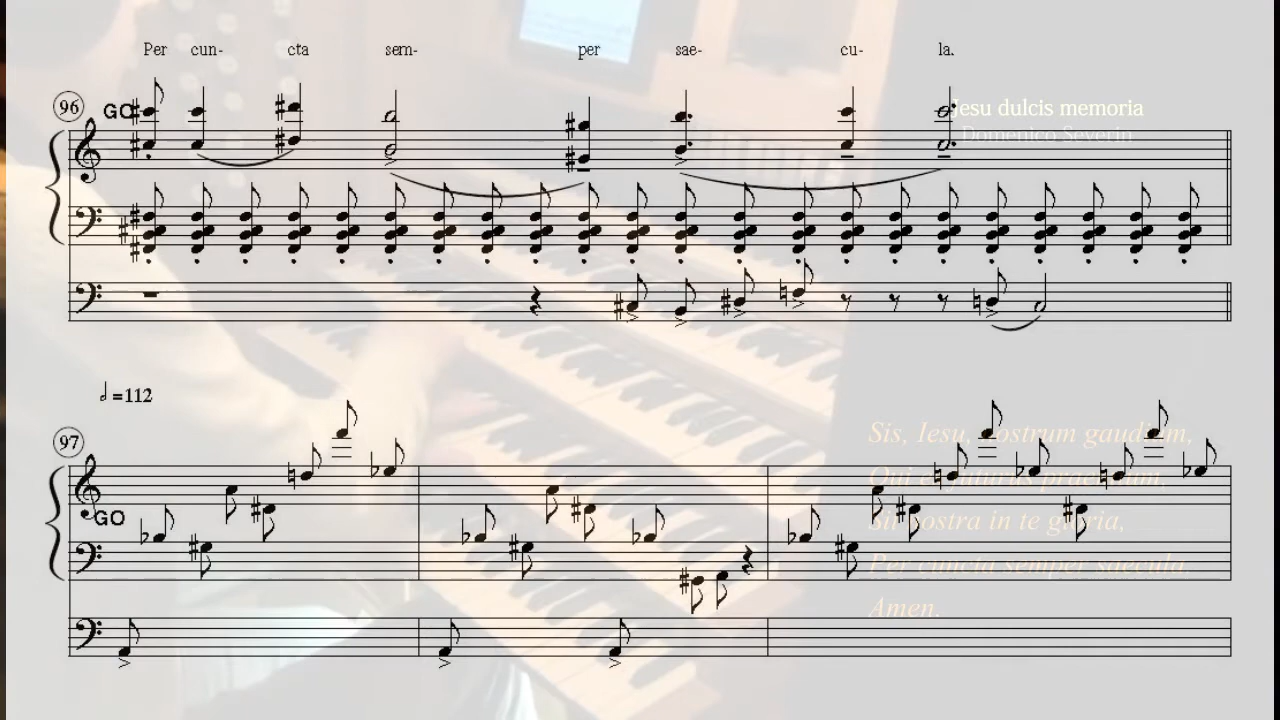 Per cun- cta sem- per sae- cu- la.
96 GO
Jesu dulcis memoria
Domenico Severin
=112
97
GO
Sis, Iesu, nostrum gaudium,
Qui es futurus praemium,
Sit nostra in te gloria,
Per cuncta semper saecula
Amen.